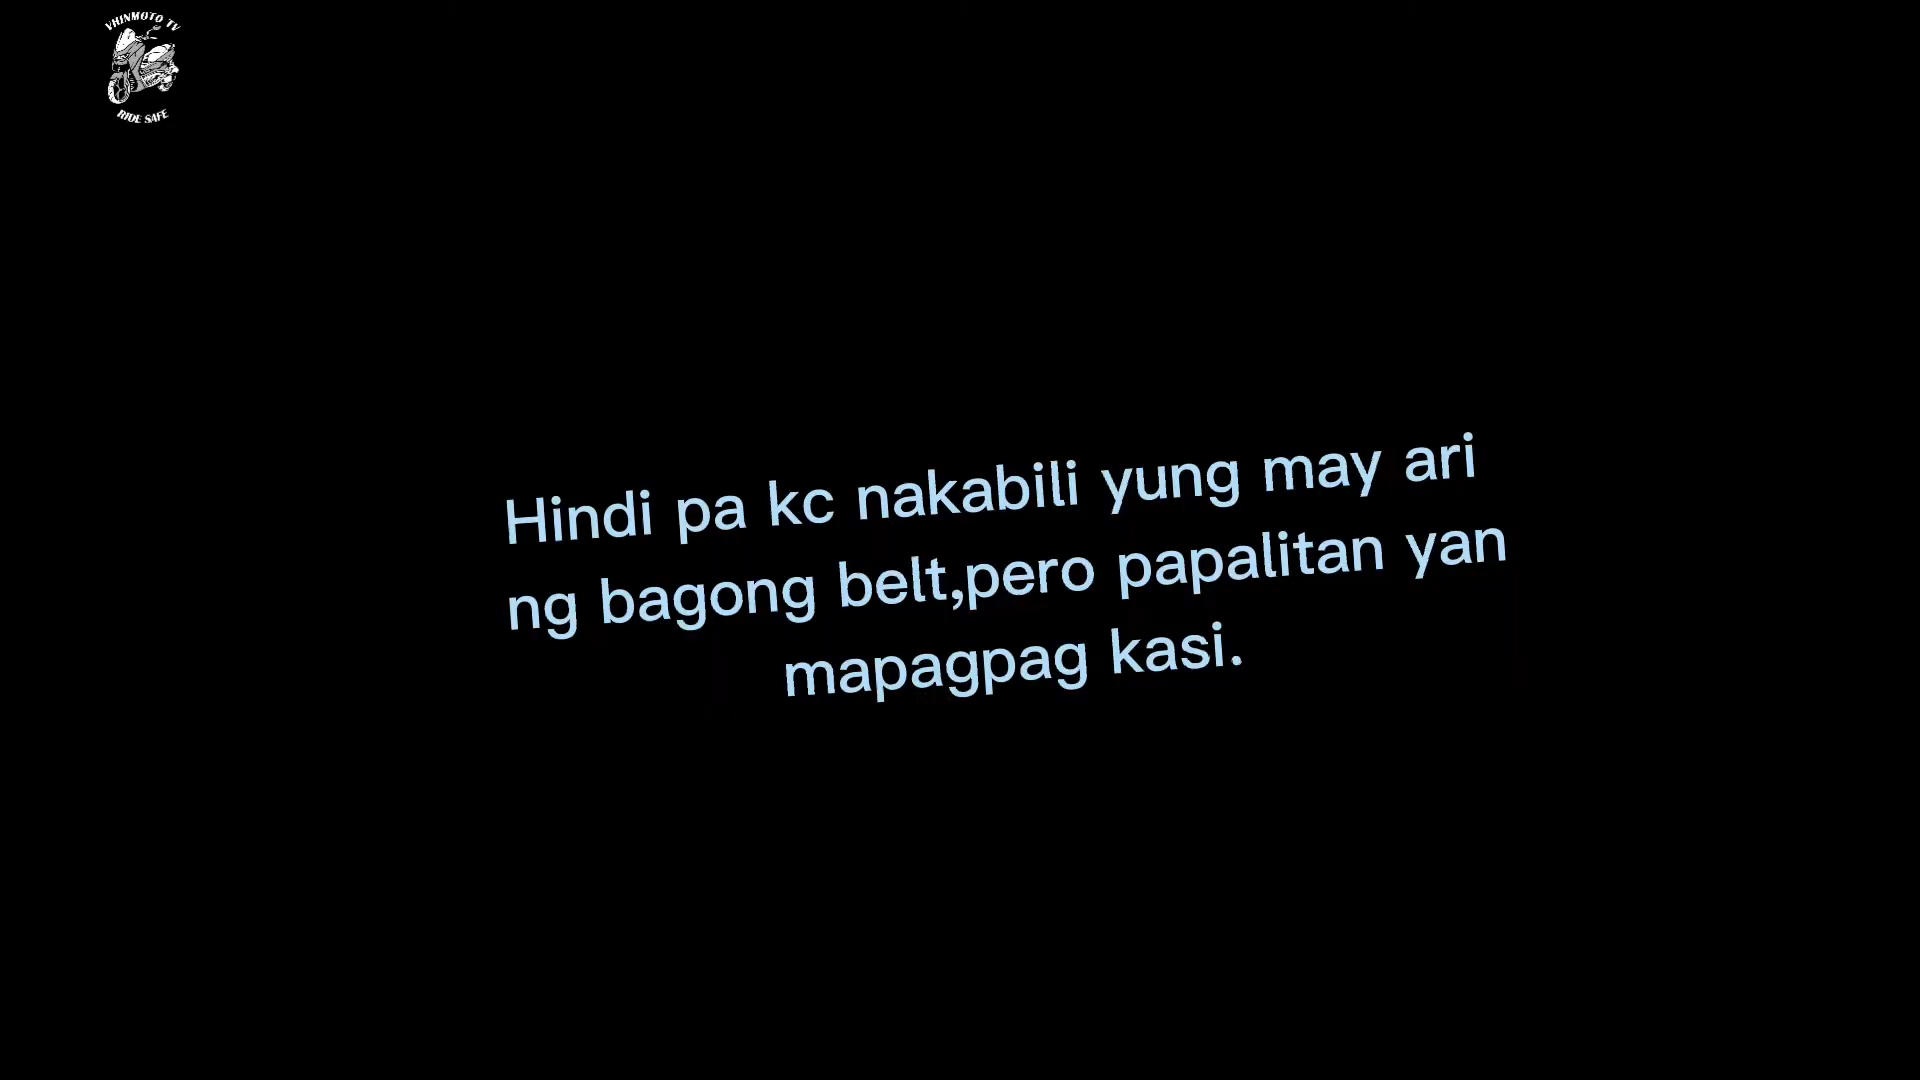 VHINMOTO TV
RIDE SAFE
Hindi pa kc nakabili yung may ari
ng bagong belt,pero papalitan yan
mapagpag kasi.